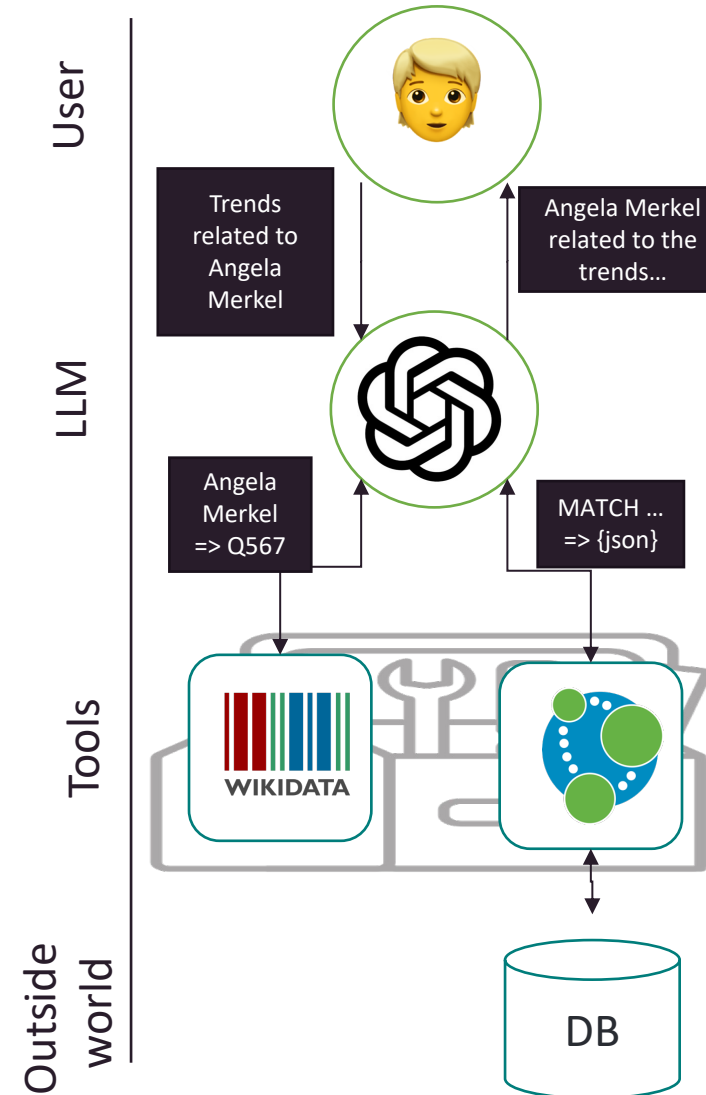 User
Trends
related to
Angela
Merkel
Angela Merkel
related to the
trends...
LLM
Angela
Merkel
=> Q567
MATCH ...
=> {json}
Tools
WIKIDATA
Outside
world
DB